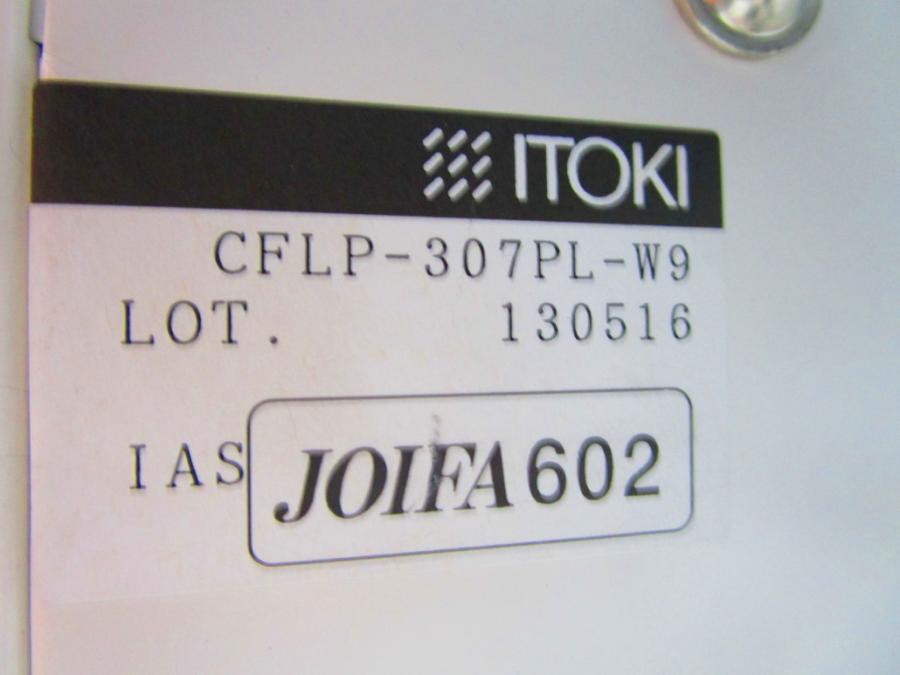 ITOKI
CFLP-307PL-W9
LOT. 130516
IAS JOIFA 602